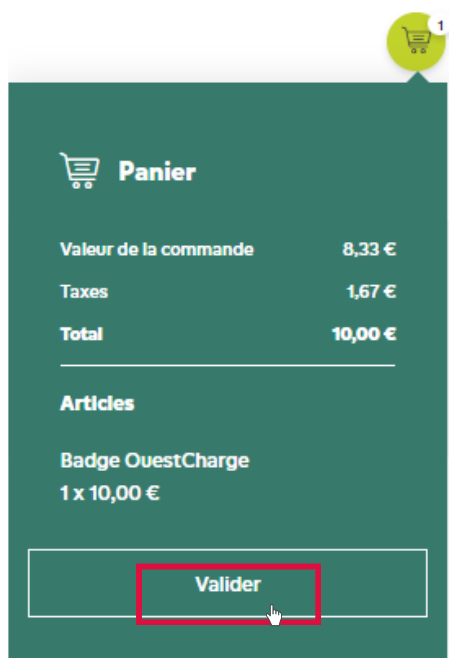 1
Panier
Valeur de la commande 8,33 €
Taxes 1,67 €
Total 10,00 €
Articles
Badge OuestCharge
1 x 10,00 €
Valider